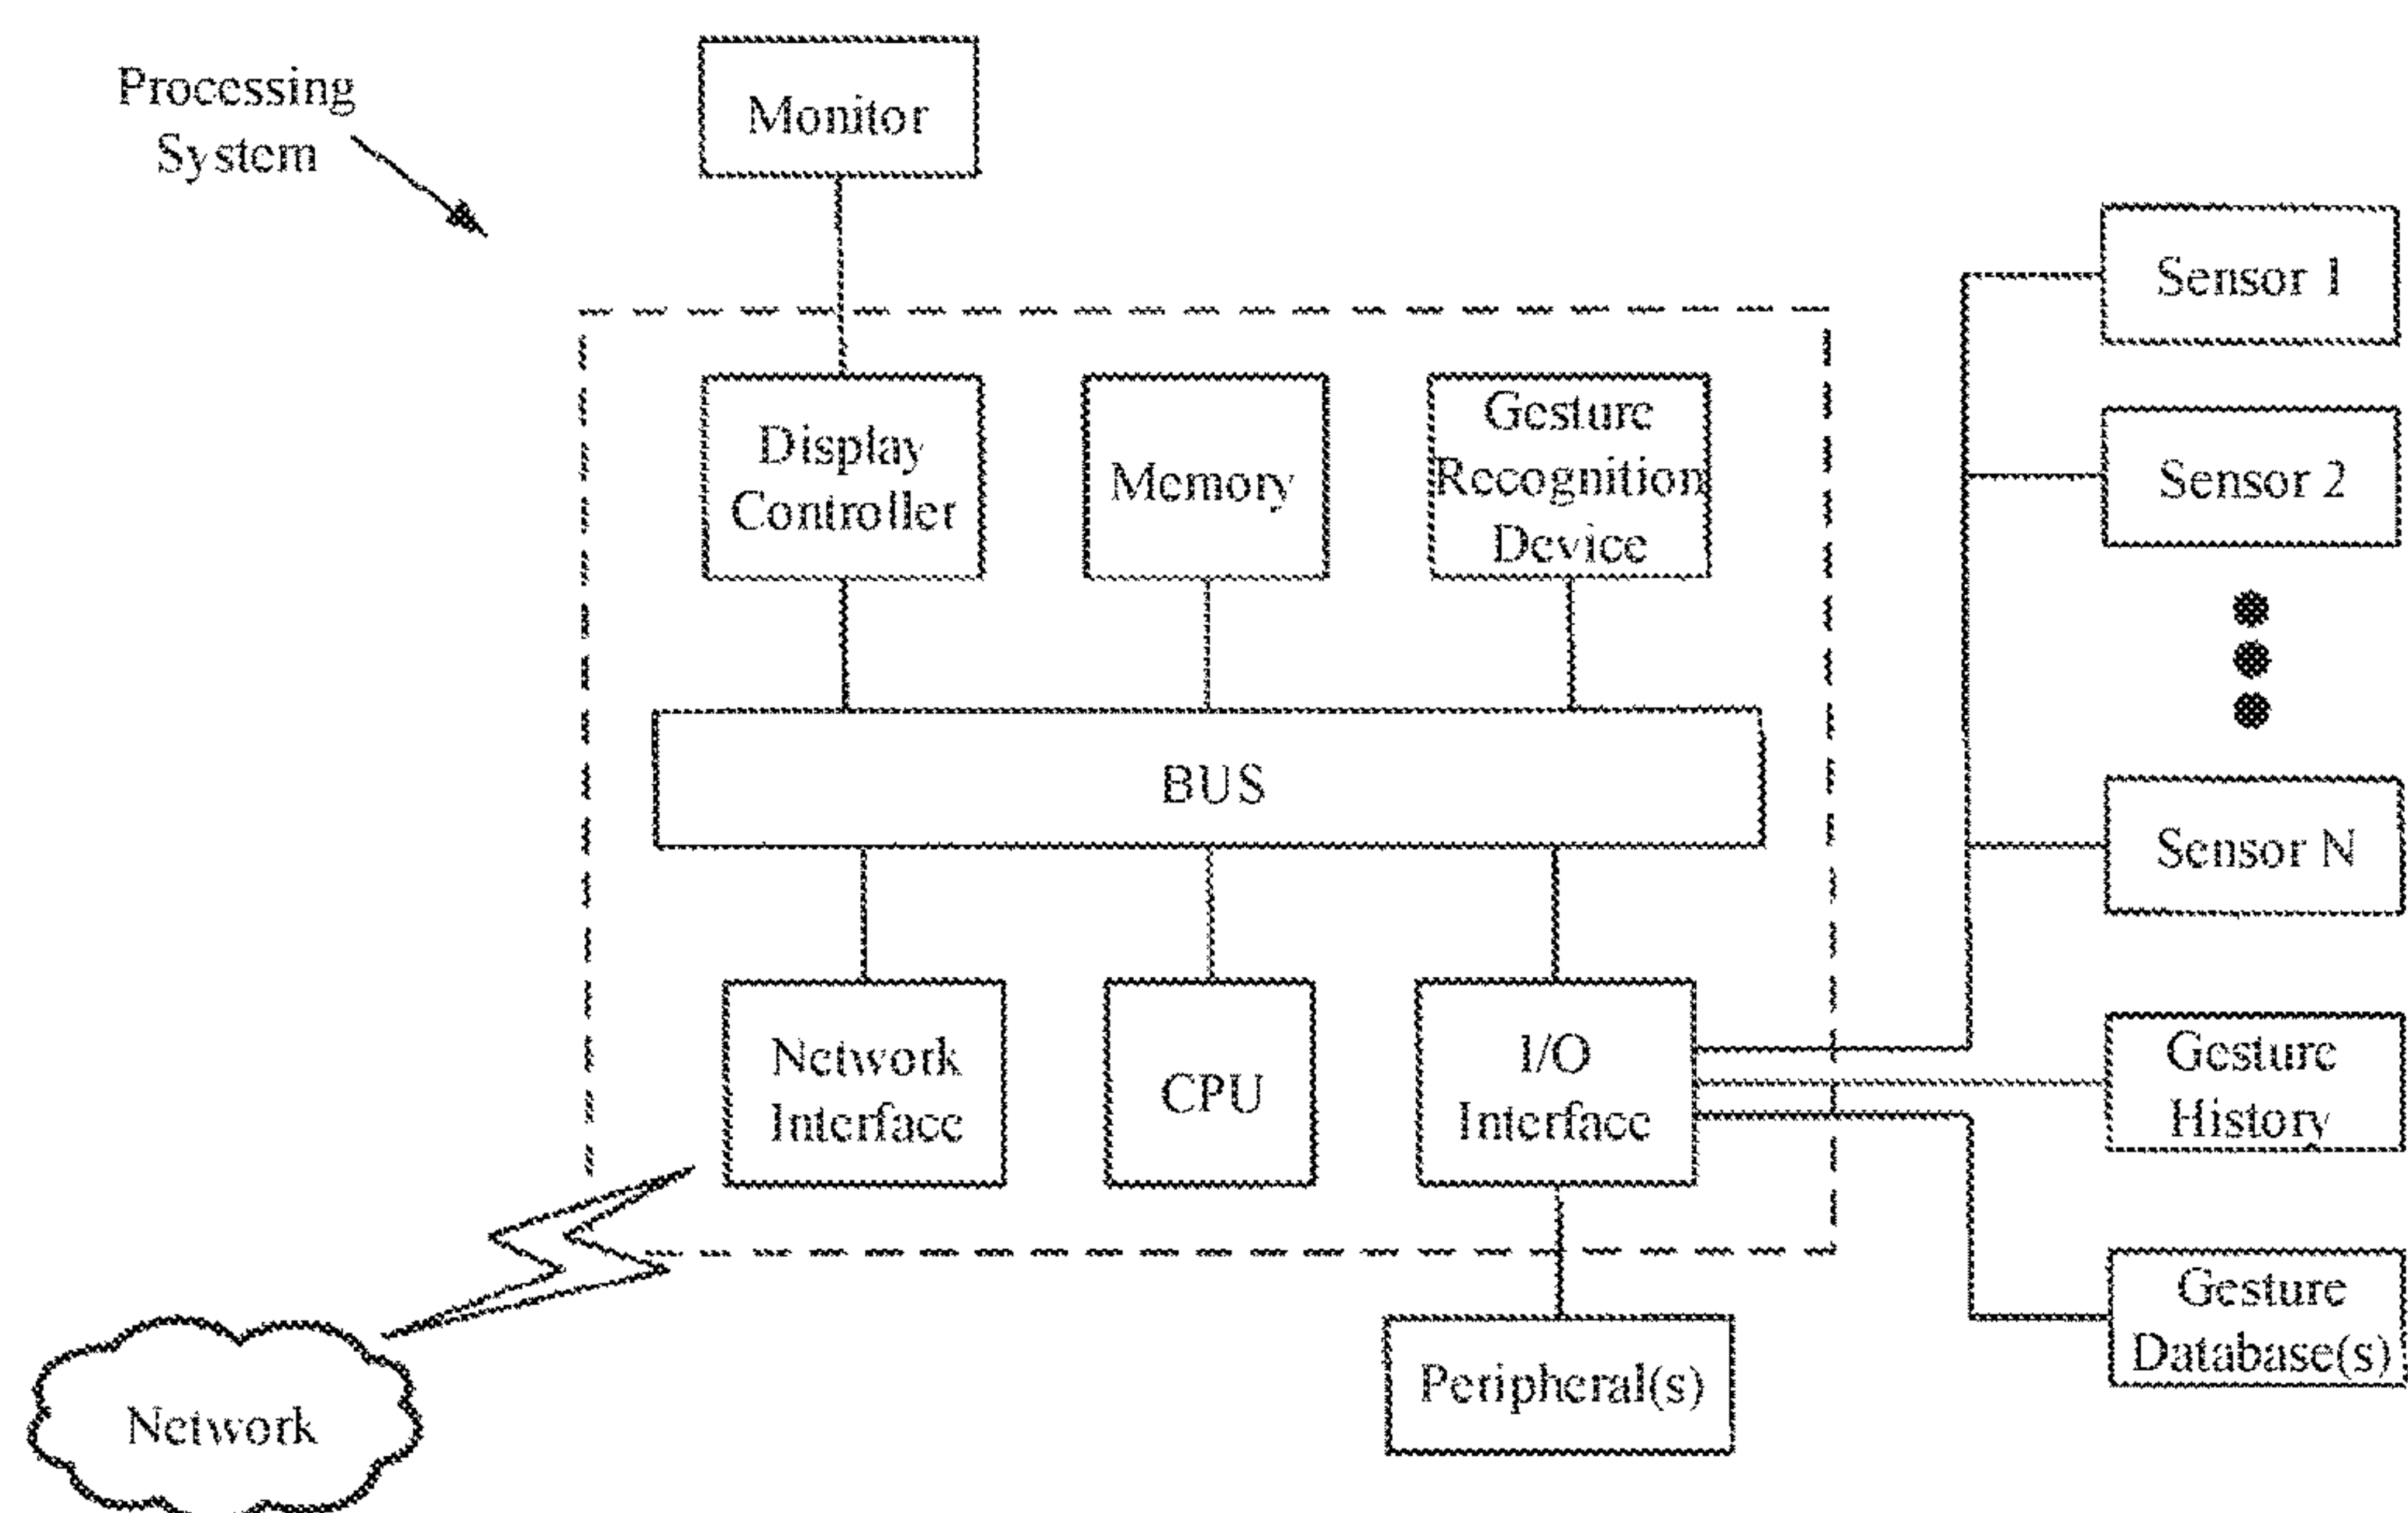 Processing
System
Monitor
Sensor 1
Display
Controller
Memory
Gesture
Recognition
Device
Sensor 2
BUS
Sensor N
Network
Interface
CPU
I/O
Interface
Gesture
History
Gesture
Database(s)
Peripheral(s)
Network